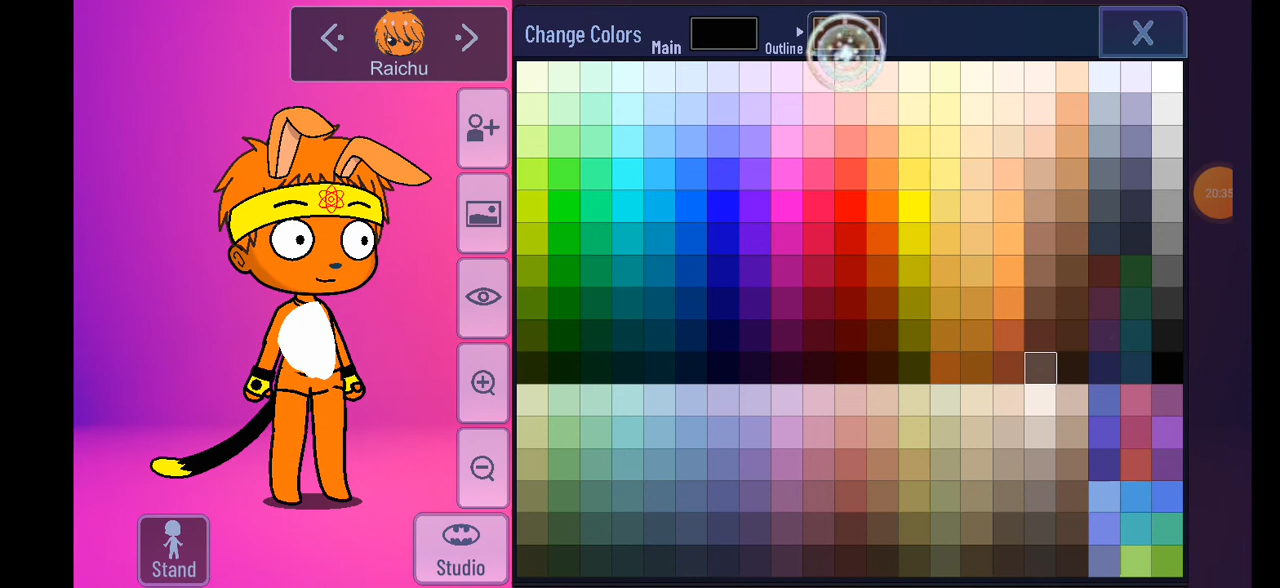 Raichu
Change Colors
Main
Outline
X
20:35
Stand
Studio